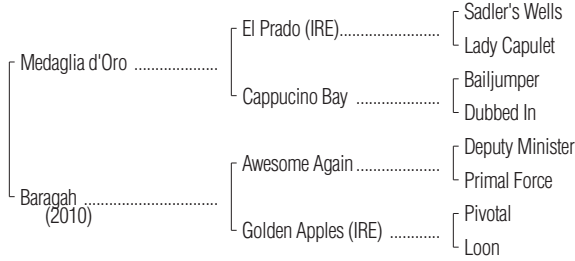 Sadler's Wells
El Prado (IRE)....................
Lady Capulet
Medaglia d'Oro ....................
Bailjumper
Cappucino Bay ....................
Dubbed In
Deputy Minister
Awesome Again....................
Primal Force
Baragah ................................
(2010)
Pivotal
Golden Apples (IRE) ............
Loon